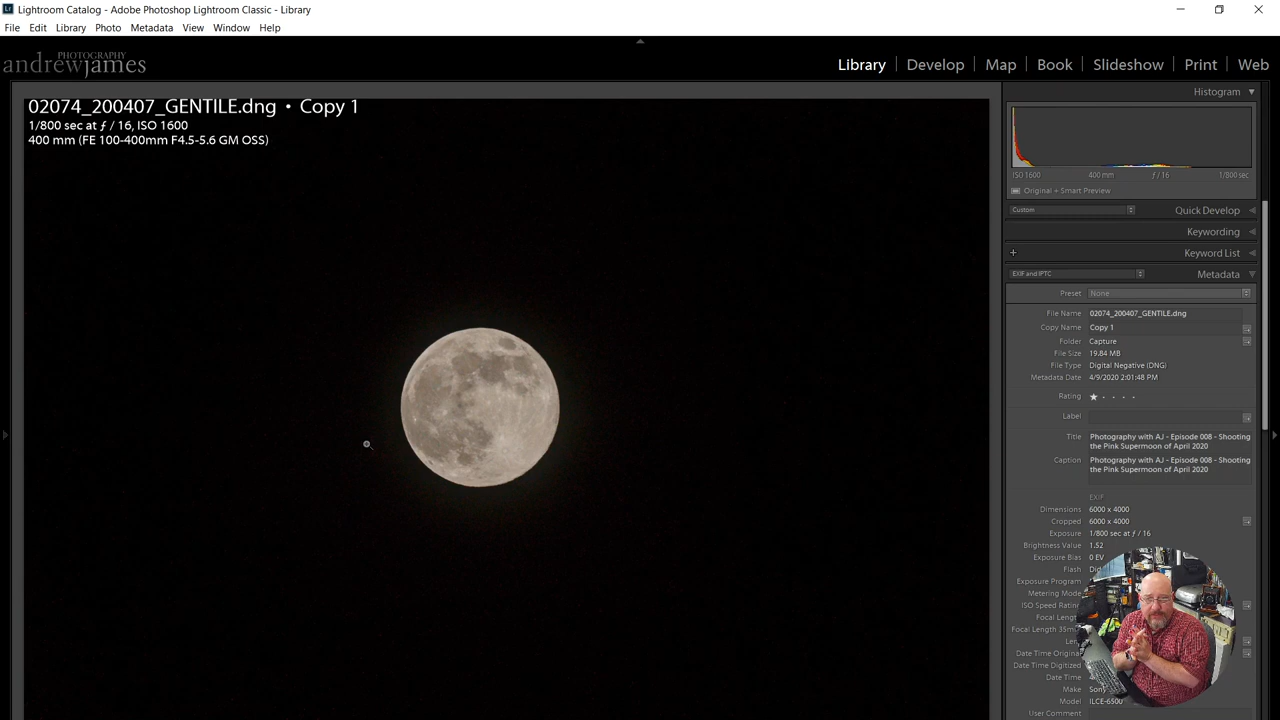 Lightroom Catalog - Adobe Photoshop Lightroom Classic - Library
File Edit Library Photo Metadata View Window Help
PHOTOGRAPHY
andrewjames
Library Develop Map Book Slideshow Print Web
Histogram
02074_200407_GENTILE.dng • Copy 1
1/800 sec at ƒ / 16, ISO 1600
400 mm (FE 100-400mm F4.5-5.6 GM OSS)
ISO 1600 400 mm ƒ / 16 1/800 sec
Original + Smart Preview
Custom Quick Develop
Keywording
+ Keyword List
EXIF and IPTC Metadata
Preset None
File Name 02074_200407_GENTILE.dng
Copy Name Copy 1
Folder Capture
File Size 19.84 MB
File Type Digital Negative (DNG)
Metadata Date 4/9/2020 2:01:48 PM
Rating
Label
Title Photography with AJ - Episode 008 - Shooting
the Pink Supermoon of April 2020
Caption Photography with AJ - Episode 008 - Shooting
the Pink Supermoon of April 2020
EXIF
Dimensions 6000 x 4000
Cropped 6000 x 4000
Exposure 1/800 sec at ƒ / 16
Brightness Value 1.52
Exposure Bias 0 EV
Flash
Exposure Program
Metering Mode
ISO Speed
Focal
Focal Length 35
Date Time Original
Date Time Digitized
Date Time
Make Sony
Model ILCE-6500
User Comment